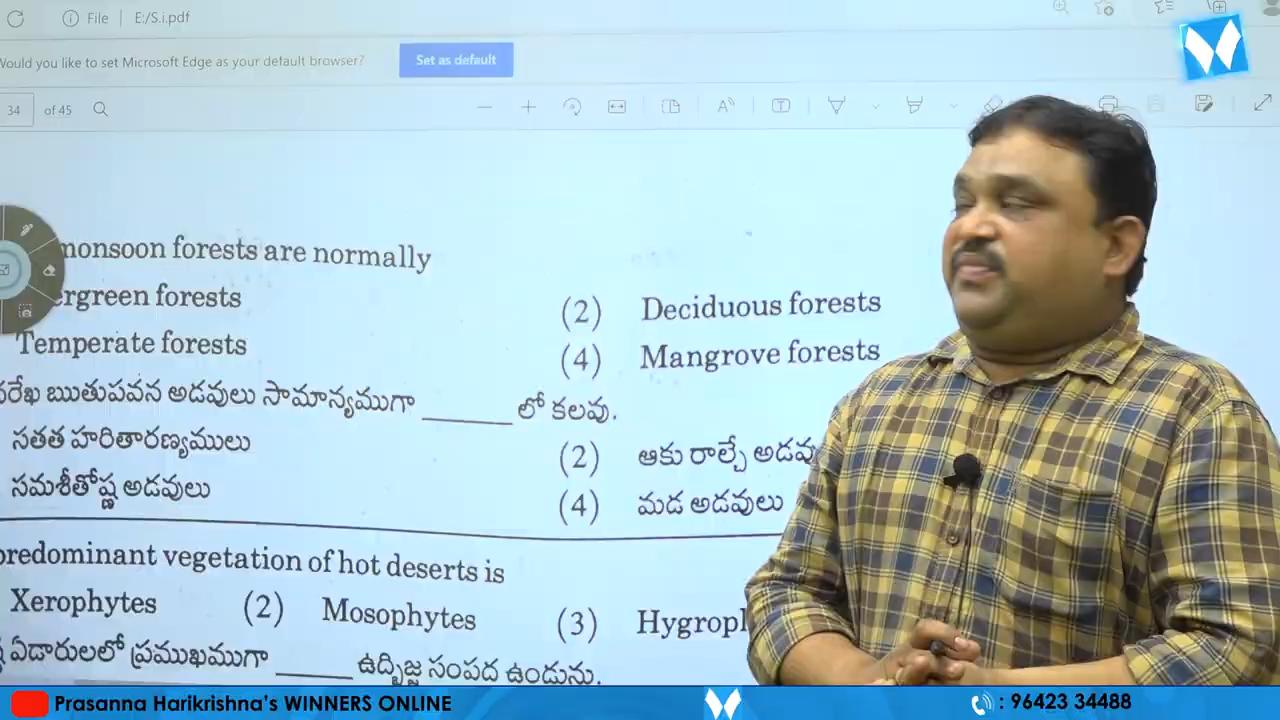 File E:/S.i.pdf
Would you like to set Microsoft Edge as your default browser? Set as default
34 of 45
monsoon forests are normally
ergreen forests (2) Deciduous forests
Temperate forests (4) Mangrove forests
రేఖ ఋతుపవన అడవులు సామాన్యముగా ______ లో కలవు.
సతత హరితారణ్యములు (2) ఆకు రాల్చే అడవు
సమశీతోష్ణ అడవులు (4) మడ అడవులు
predominant vegetation of hot deserts is
Xerophytes (2) Mosophytes (3) Hygropl
ఏడారులలో ప్రముఖముగా _____ ఉద్భిజ్జ సంపద ఉండును.
Prasanna Harikrishna's WINNERS ONLINE : 96423 34488